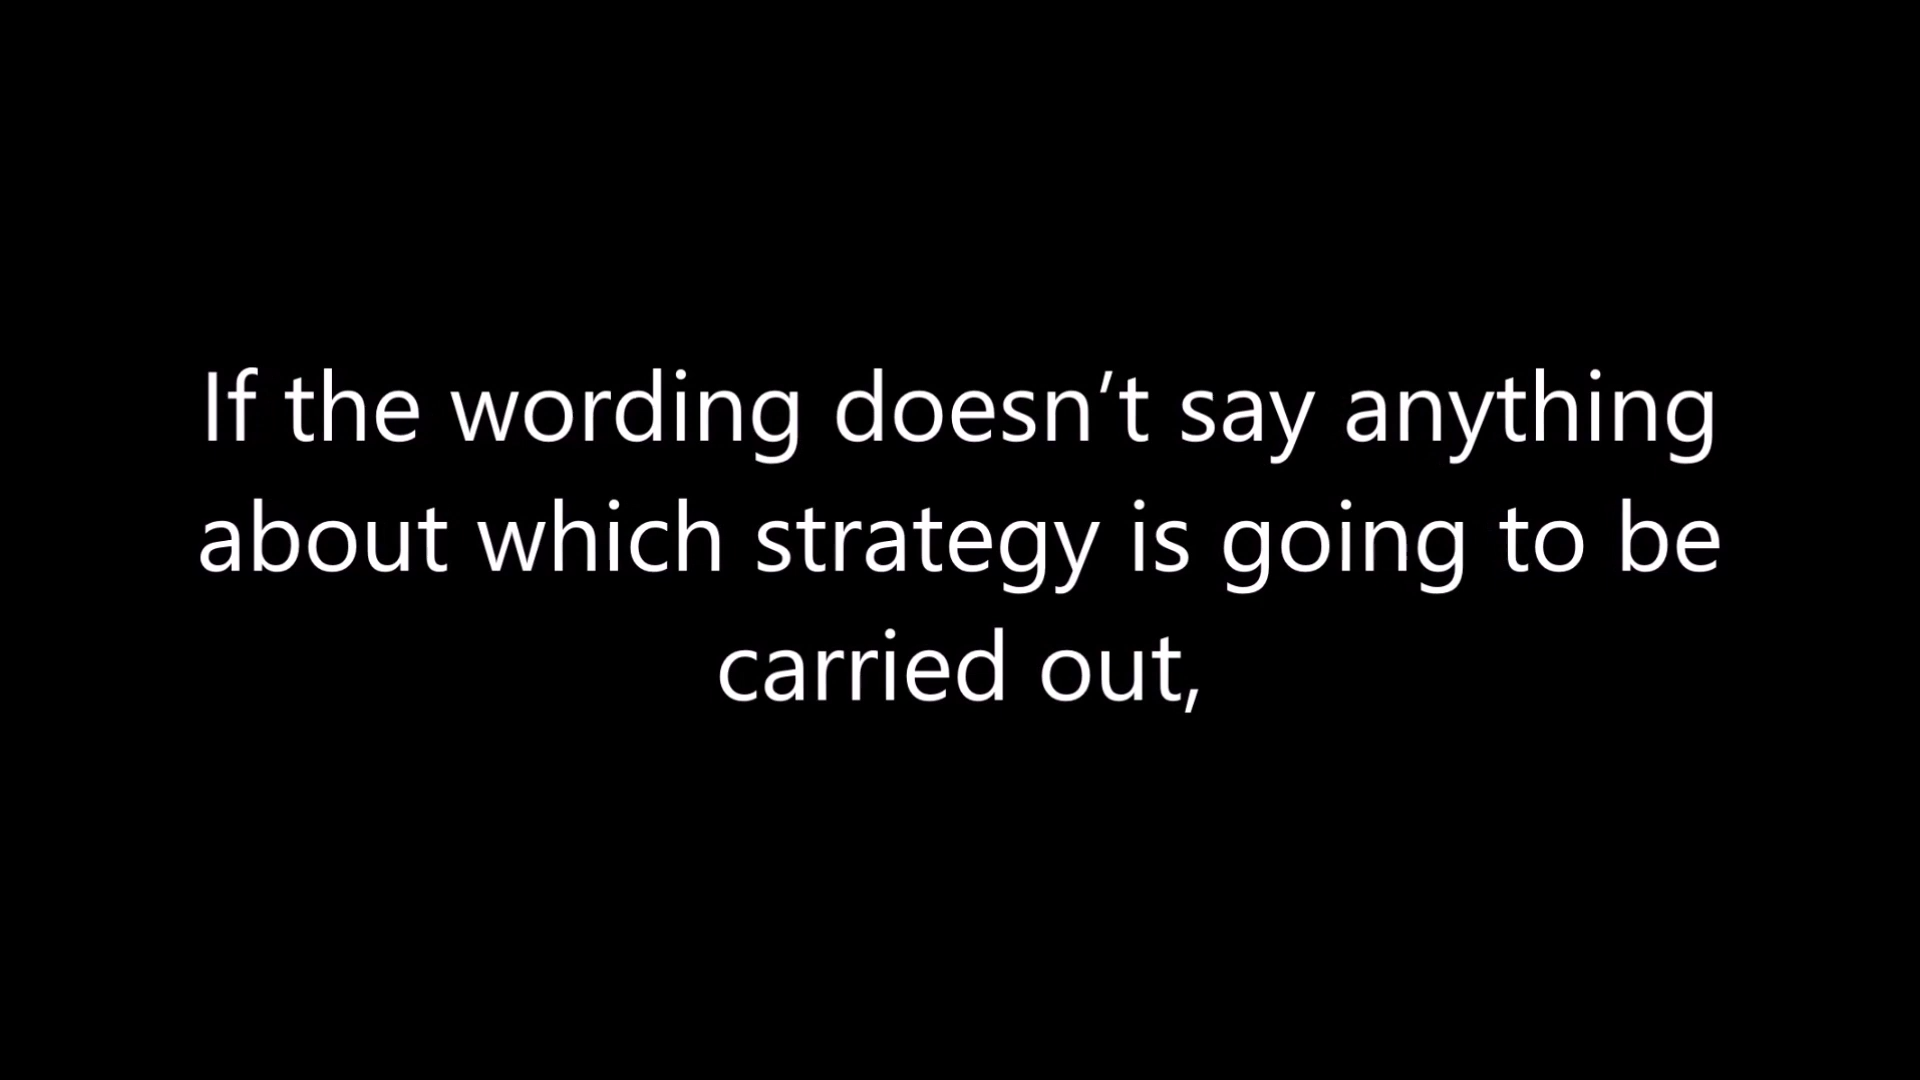 If the wording doesn’t say anything
about which strategy is going to be
carried out,